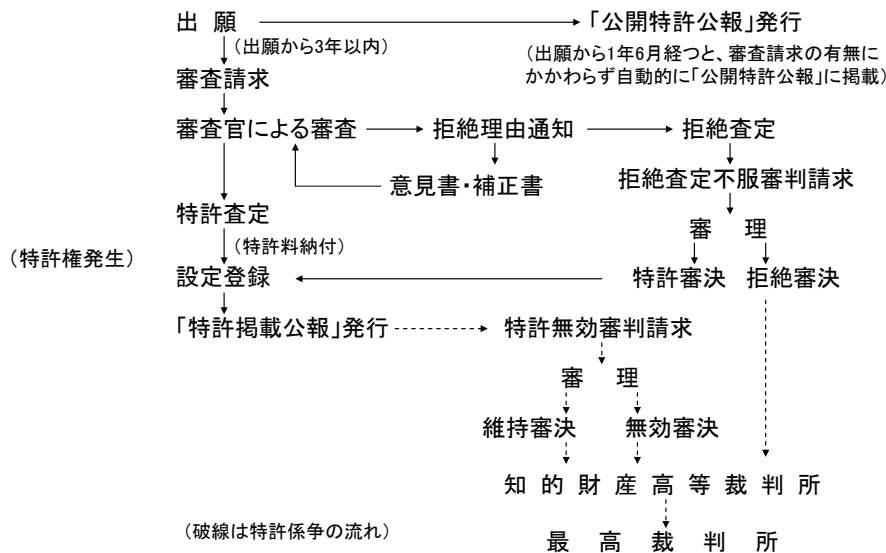 出 願
「公開特許公報」発行
(出願から3年以内)
(出願から1年6月経つと、審査請求の有無に
かかわらず自動的に「公開特許公報」に掲載)
審査請求
審査官による審査
拒絶理由通知
拒絶査定
意見書・補正書
拒絶査定不服審判請求
特許査定
審 理
(特許権発生)
(特許料納付)
設定登録
特許審決
拒絶審決
「特許掲載公報」発行
特許無効審判請求
審 理
維持審決
無効審決
知 的 財 産 高 等 裁 判 所
(破線は特許係争の流れ)
最 高 裁 判 所